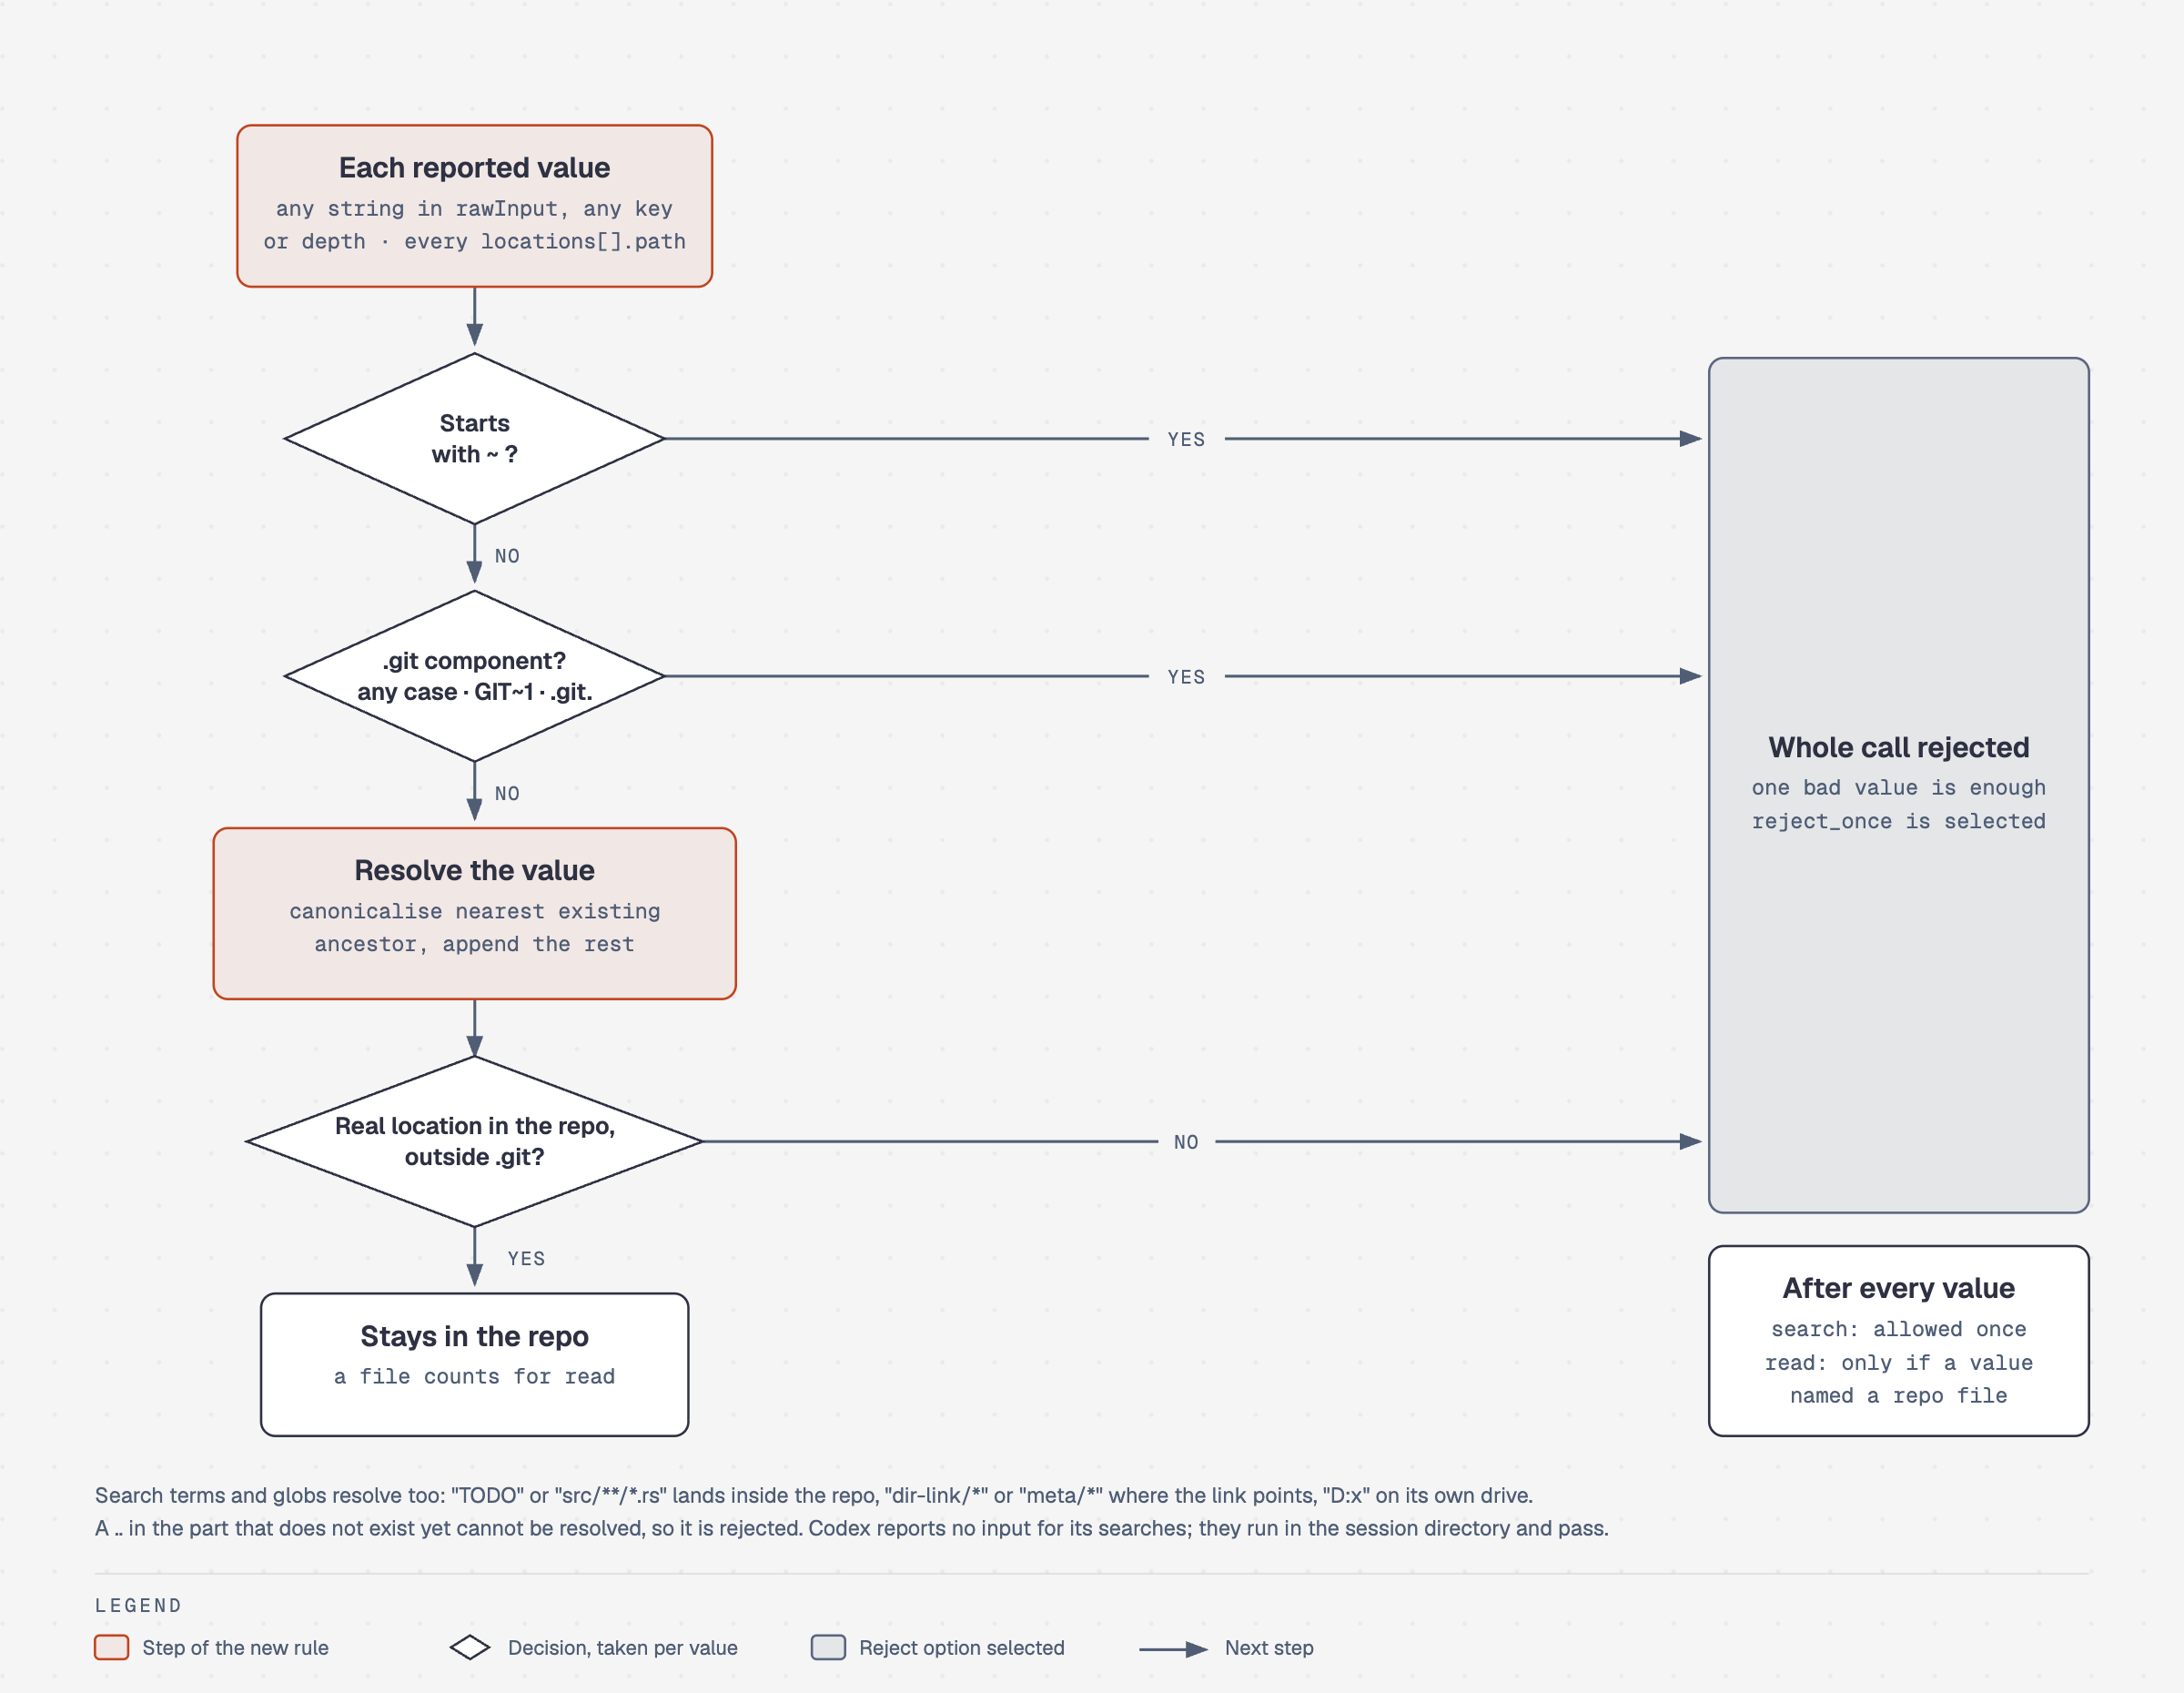 Each reported value
any string in rawInput, any key
or depth · every locations[].path
Starts
with ~ ?
YES
NO
.git component?
any case · GIT~1 · .git.
YES
NO
Resolve the value
canonicalise nearest existing
ancestor, append the rest
Real location in the repo,
outside .git?
NO
YES
Stays in the repo
a file counts for read
Whole call rejected
one bad value is enough
reject_once is selected
After every value
search: allowed once
read: only if a value
named a repo file
Search terms and globs resolve too: "TODO" or "src/**/*.rs" lands inside the repo, "dir-link/*" or "meta/*" where the link points, "D:x" on its own drive.
A .. in the part that does not exist yet cannot be resolved, so it is rejected. Codex reports no input for its searches; they run in the session directory and pass.
LEGEND
Step of the new rule
Decision, taken per value
Reject option selected
Next step